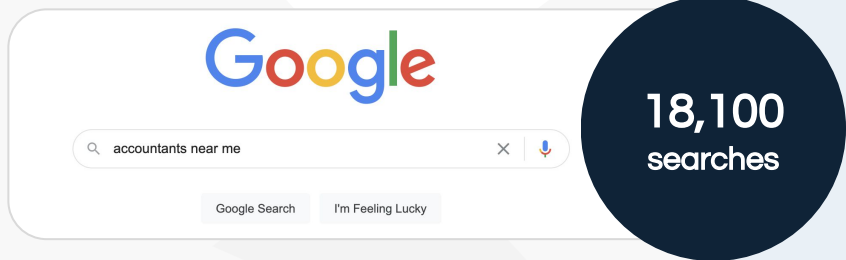 Google
accountants near me
Google Search
I'm Feeling Lucky
18,100
searches